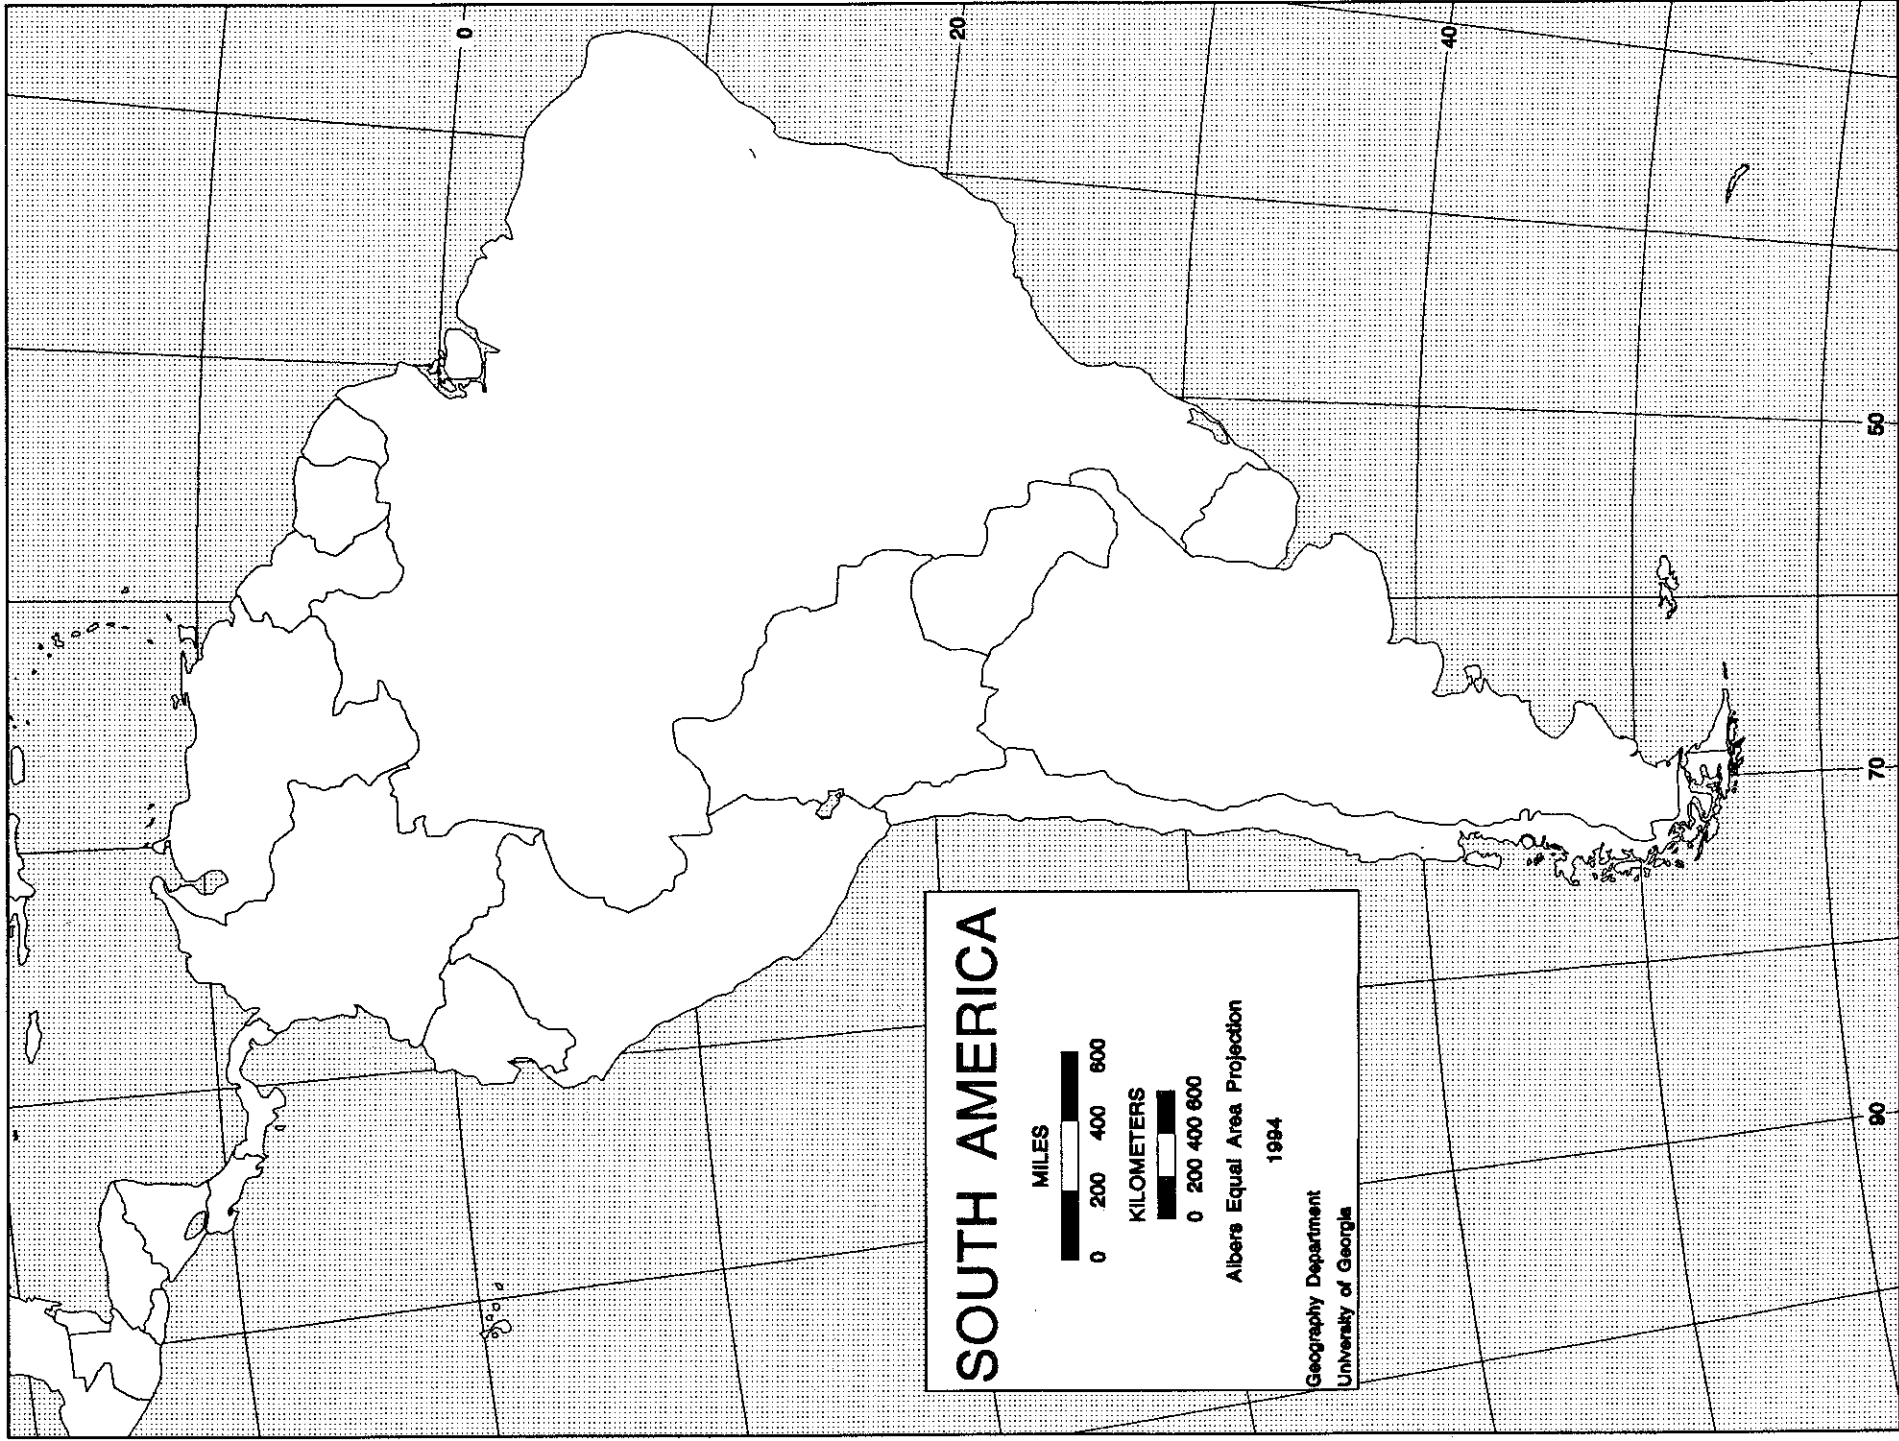 SOUTH AMERICA
MILES
0 200 400 600
KILOMETERS
0 200 400 600
Albers Equal Area Projection
1994
Geography Department
University of Georgia
0
20
40
50
70
90